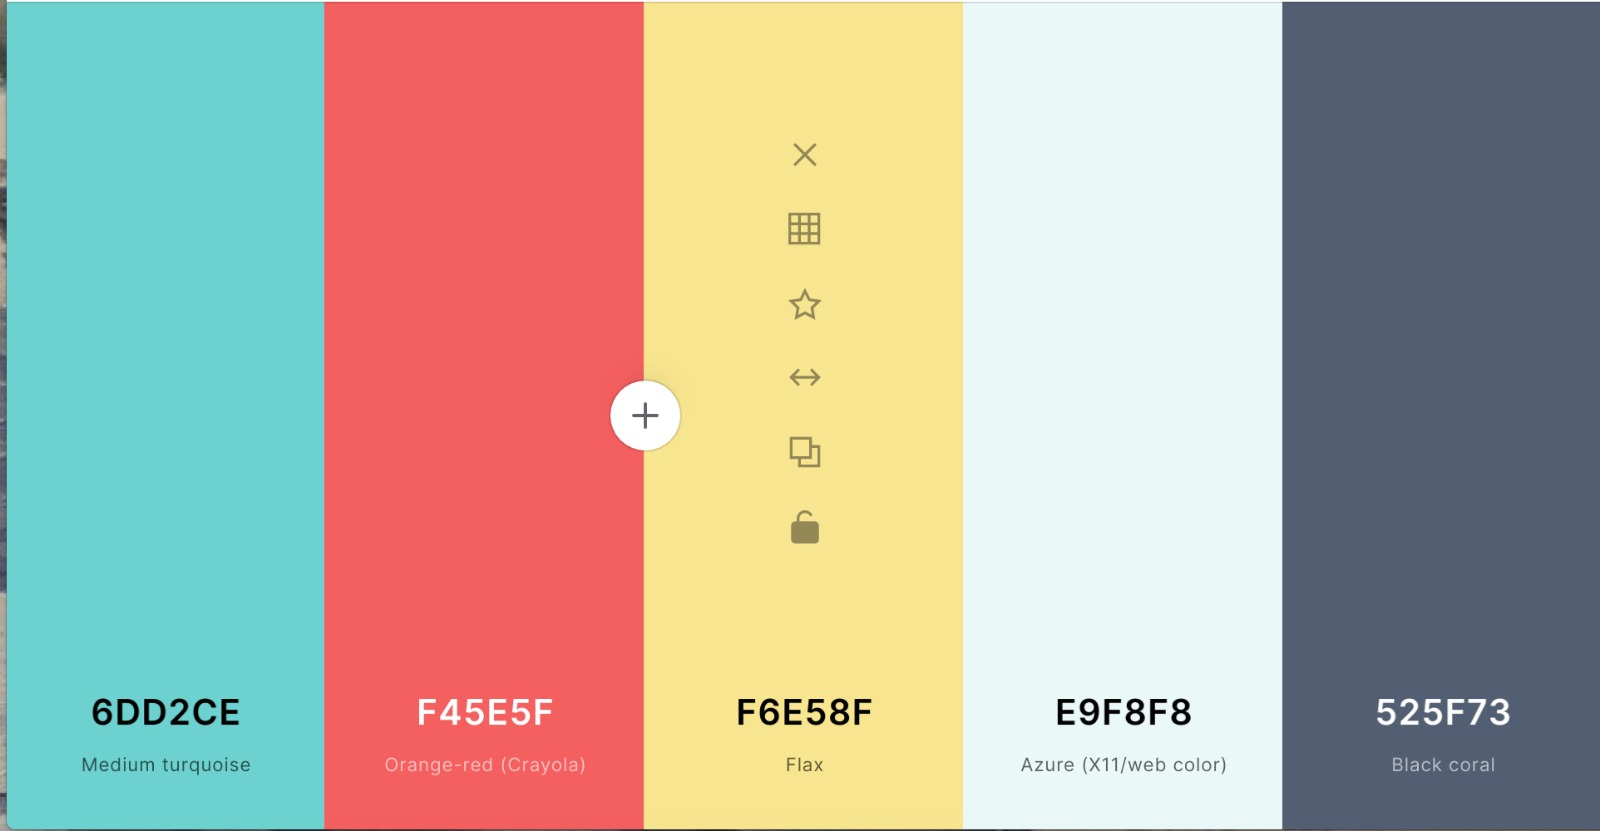 6DD2CE
Medium turquoise
F45E5F
Orange-red (Crayola)
F6E58F
Flax
E9F8F8
Azure (X11/web color)
525F73
Black coral